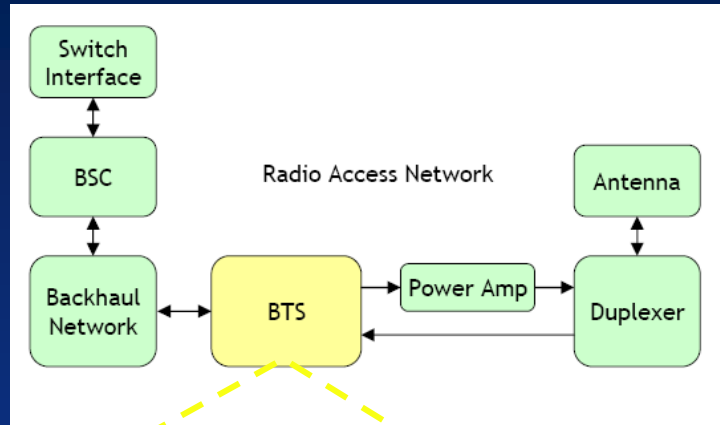 Switch
Interface
BSC
Radio Access Network
Antenna
Backhaul
Network
BTS
Power Amp
Duplexer